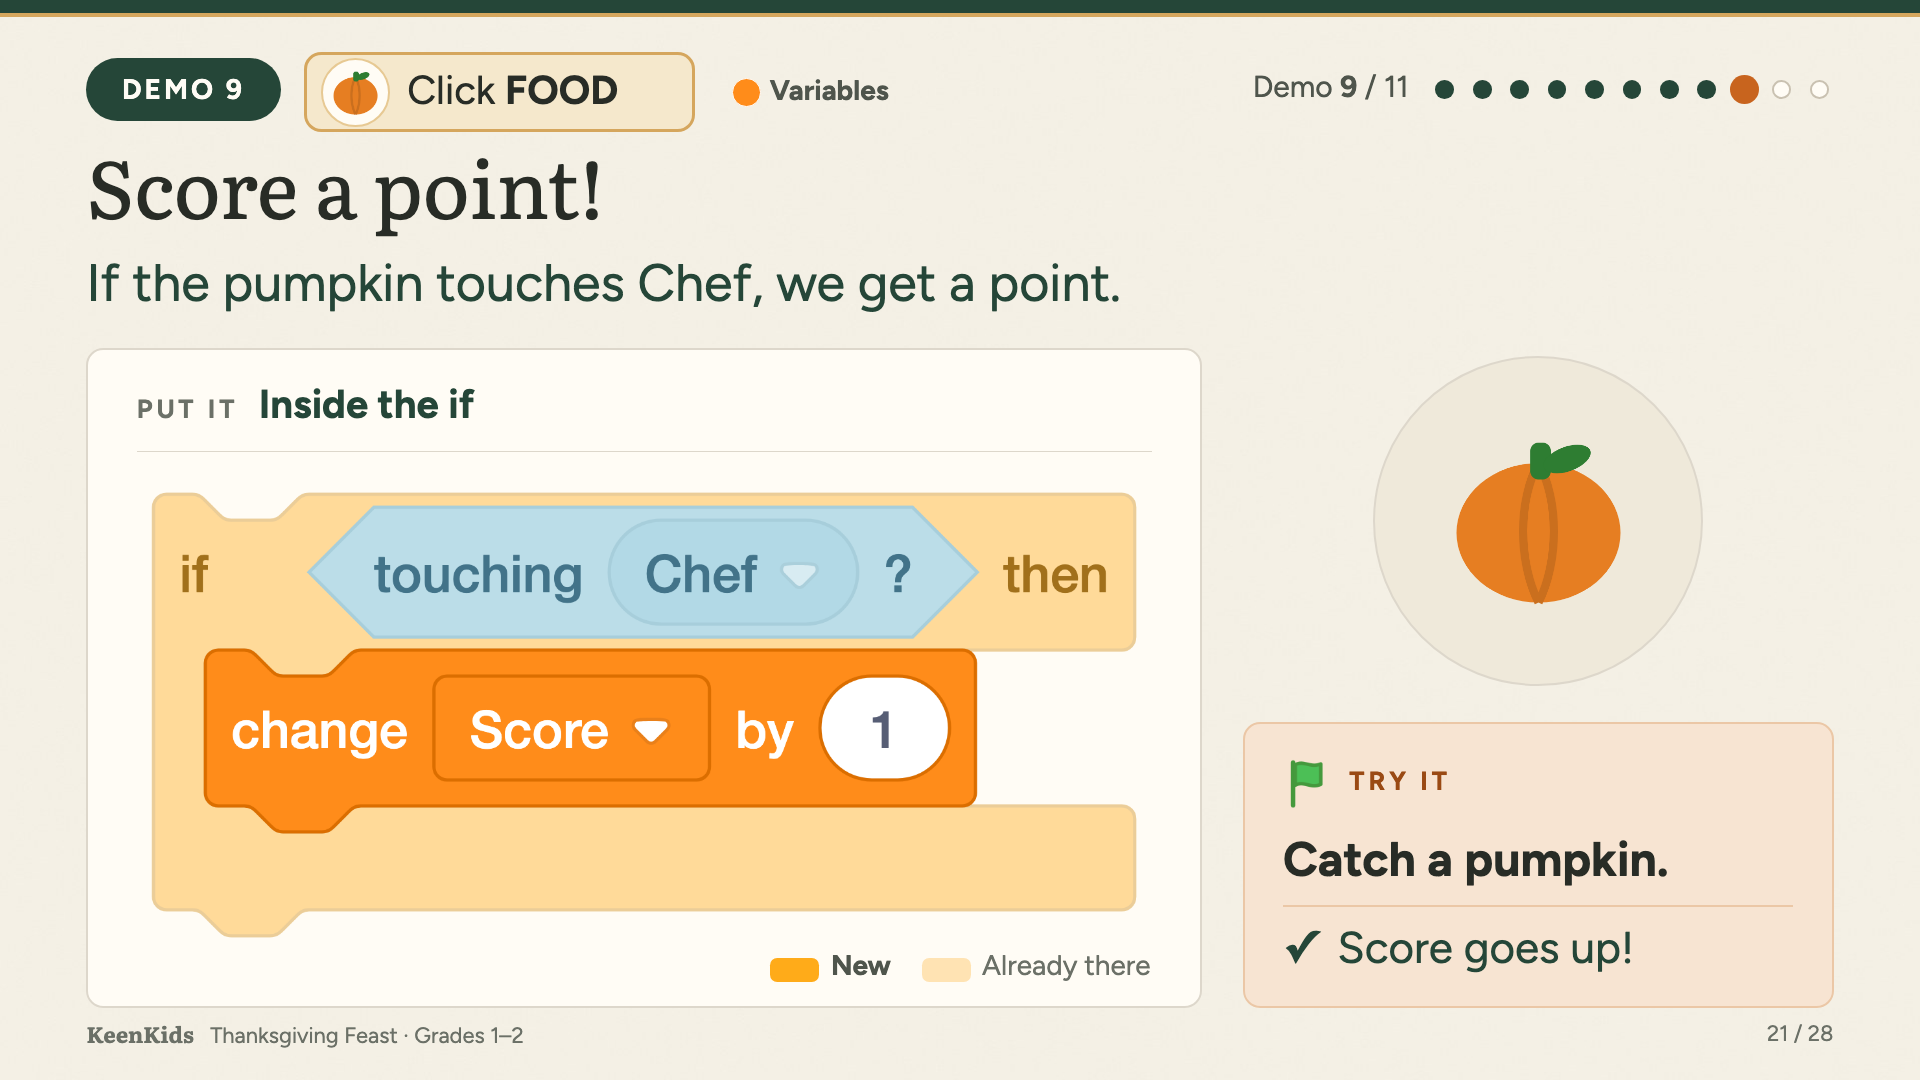 DEMO 9
Click FOOD
Variables
Demo 9 / 11
Score a point!
If the pumpkin touches Chef, we get a point.
PUT IT Inside the if
if touching Chef ? then
change Score by 1
New
Already there
TRY IT
Catch a pumpkin.
✓ Score goes up!
KeenKids Thanksgiving Feast · Grades 1–2
21 / 28